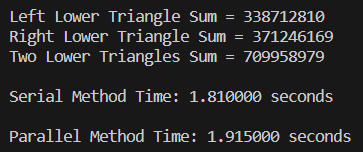 Left Lower Triangle Sum = 338712810
Right Lower Triangle Sum = 371246169
Two Lower Triangles Sum = 709958979
Serial Method Time: 1.810000 seconds
Parallel Method Time: 1.915000 seconds